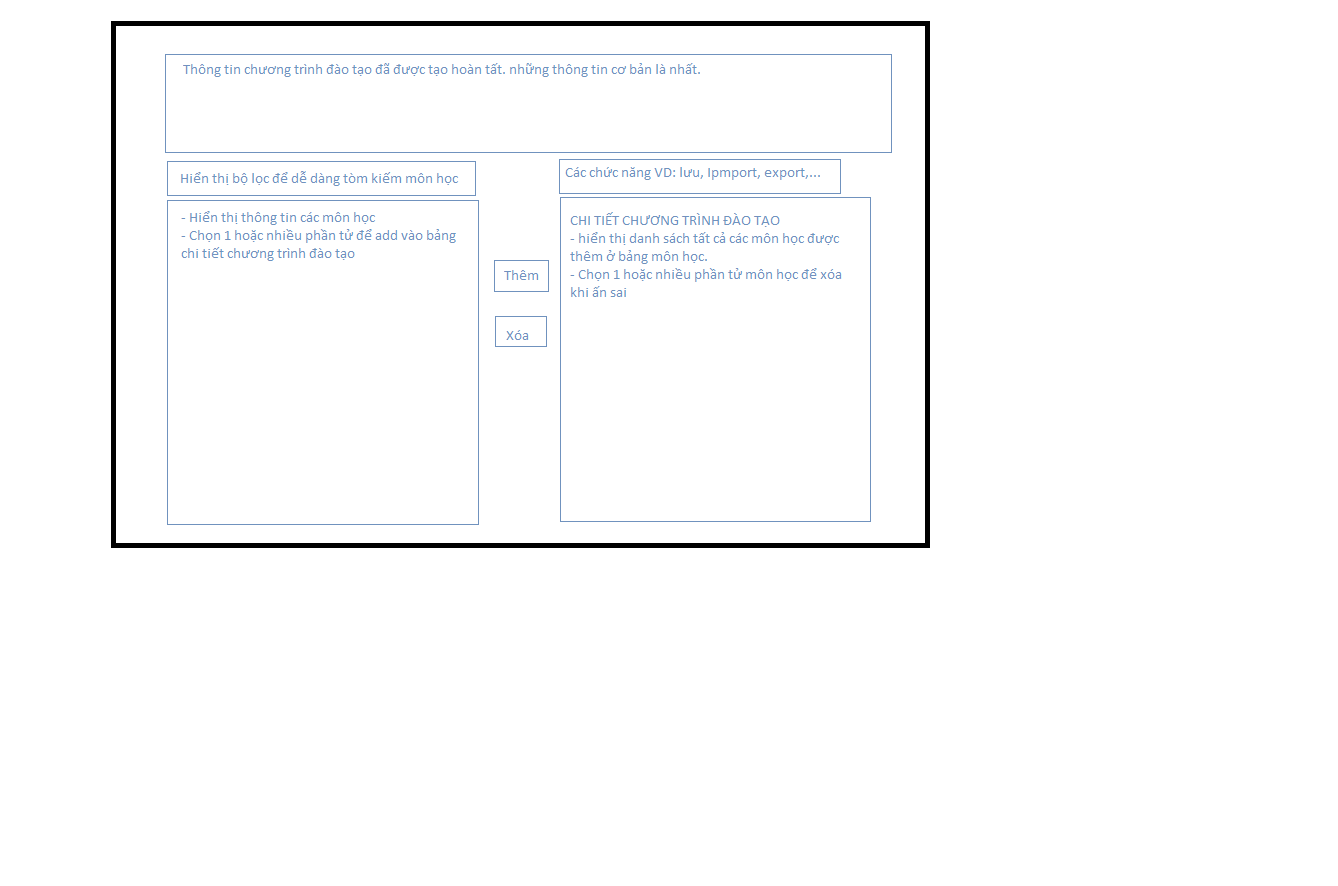 Thông tin chương trình đào tạo đã được tạo hoàn tất. những thông tin cơ bản là nhất.
Hiển thị bộ lọc để dễ dàng tòm kiếm môn học
Các chức năng VD: lưu, Ipmport, export,...
- Hiển thị thông tin các môn học
- Chọn 1 hoặc nhiều phần tử để add vào bảng
chi tiết chương trình đào tạo
Thêm
Xóa
CHI TIẾT CHƯƠNG TRÌNH ĐÀO TẠO
- hiển thị danh sách tất cả các môn học được
thêm ở bảng môn học.
- Chọn 1 hoặc nhiều phần tử môn học để xóa
khi ấn sai